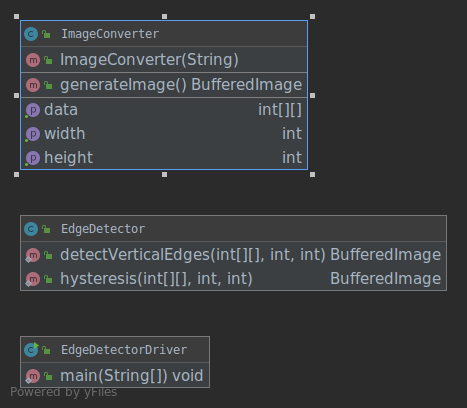 ImageConverter
ImageConverter(String)
generateImage() BufferedImage
data int[][]
width int
height int
EdgeDetector
detectVerticalEdges(int[][], int, int) BufferedImage
hysteresis(int[][], int, int) BufferedImage
EdgeDetectorDriver
main(String[]) void
Powered by yFiles